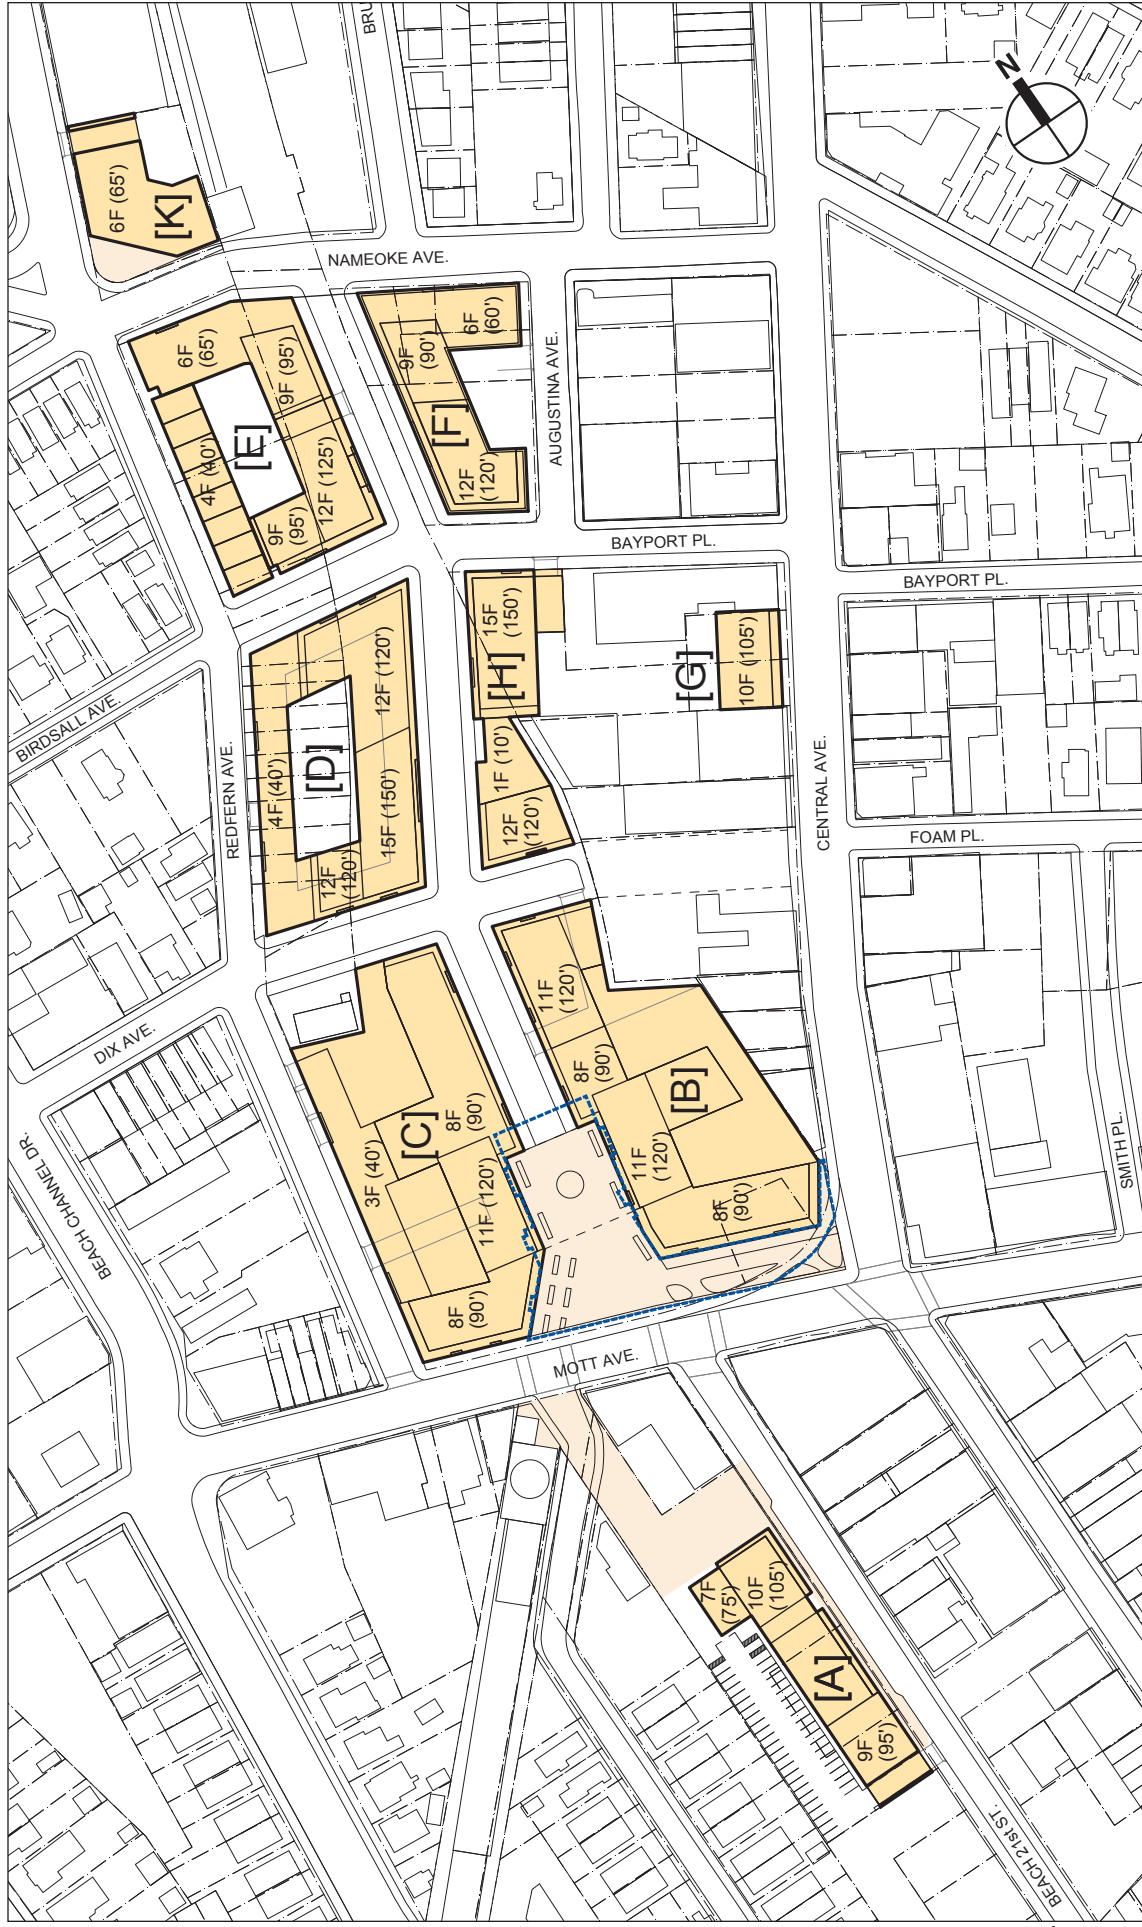 BRU
N
6F (65')
[K]
NAMEOKE AVE.
6F
(65')
9F (95')
[E]
4F (40')
12F (125')
9F
(95')
6F
(60')
9F
(90')
[F]
12F
(120')
AUGUSTINA AVE.
BAYPORT PL.
BAYPORT PL.
BIRDSALL AVE.
REDFERN AVE.
4F (40')
[D]
12F (120')
15F (150')
12F
(120')
15F
(150')
[H]
1F (10')
12F
(120')
[G]
10F (105')
CENTRAL AVE.
FOAM PL.
DIX AVE.
BEACH CHANNEL DR.
3F (40')
[C]
8F
(90')
11F (120')
8F
(90')
11F
(120')
8F
(90')
[B]
11F
(120')
8F
(90')
SMITH PL.
MOTT AVE.
7F
(75')
10F
(105')
[A]
9F
(95')
BEACH 21st ST.